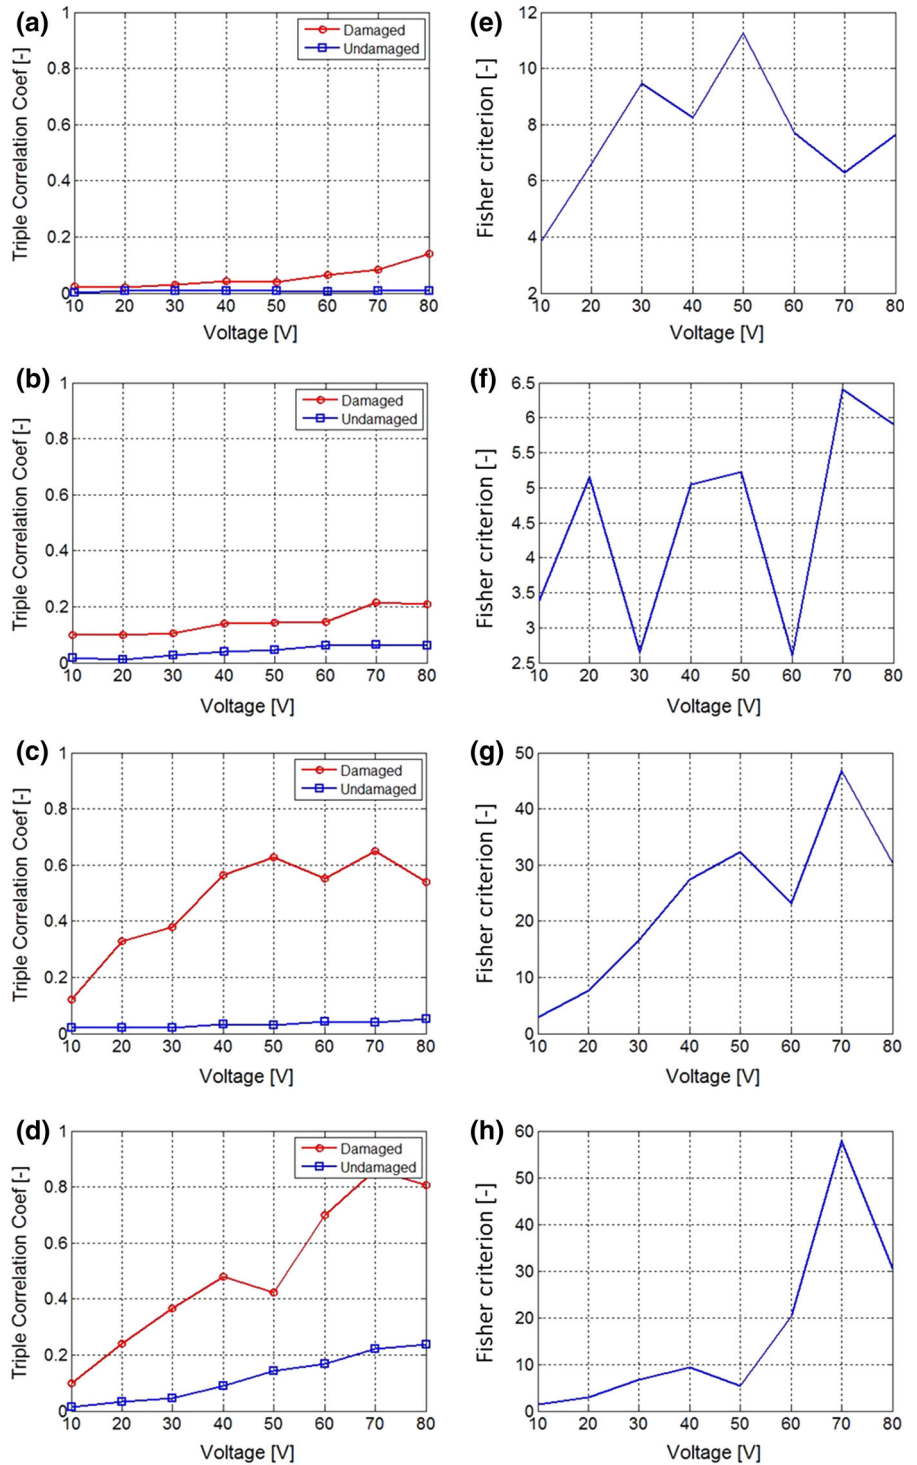 (a)
Triple Correlation Coef [-]
1
0.8
0.6
0.4
0.2
0
Damaged
Undamaged
10 20 30 40 50 60 70 80
Voltage [V]
(e)
Fisher criterion [-]
12
10
8
6
4
2
10 20 30 40 50 60 70 80
Voltage [V]
(b)
Triple Correlation Coef [-]
1
0.8
0.6
0.4
0.2
0
Damaged
Undamaged
10 20 30 40 50 60 70 80
Voltage [V]
(f)
Fisher criterion [-]
6.5
6
5.5
5
4.5
4
3.5
3
2.5
10 20 30 40 50 60 70 80
Voltage [V]
(c)
Triple Correlation Coef [-]
1
0.8
0.6
0.4
0.2
0
Damaged
Undamaged
10 20 30 40 50 60 70 80
Voltage [V]
(g)
Fisher criterion [-]
50
40
30
20
10
0
10 20 30 40 50 60 70 80
Voltage [V]
(d)
Triple Correlation Coef [-]
1
0.8
0.6
0.4
0.2
0
Damaged
Undamaged
10 20 30 40 50 60 70 80
Voltage [V]
(h)
Fisher criterion [-]
60
50
40
30
20
10
0
10 20 30 40 50 60 70 80
Voltage [V]